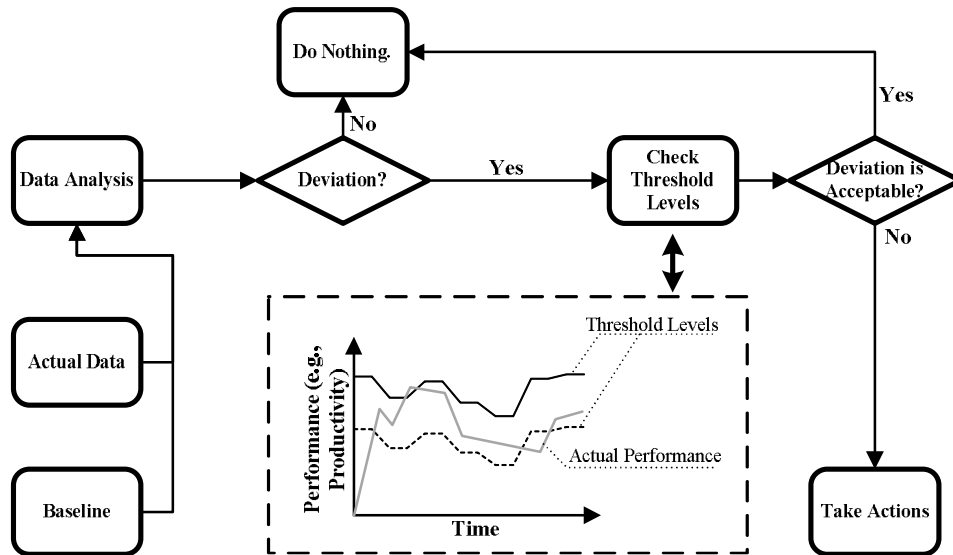 Do Nothing.
No
Yes
Data Analysis
Deviation?
Yes
Check
Threshold
Levels
Deviation is
Acceptable?
No
Actual Data
Baseline
Threshold Levels
Performance (e.g.,
Productivity)
Actual Performance
Time
Take Actions